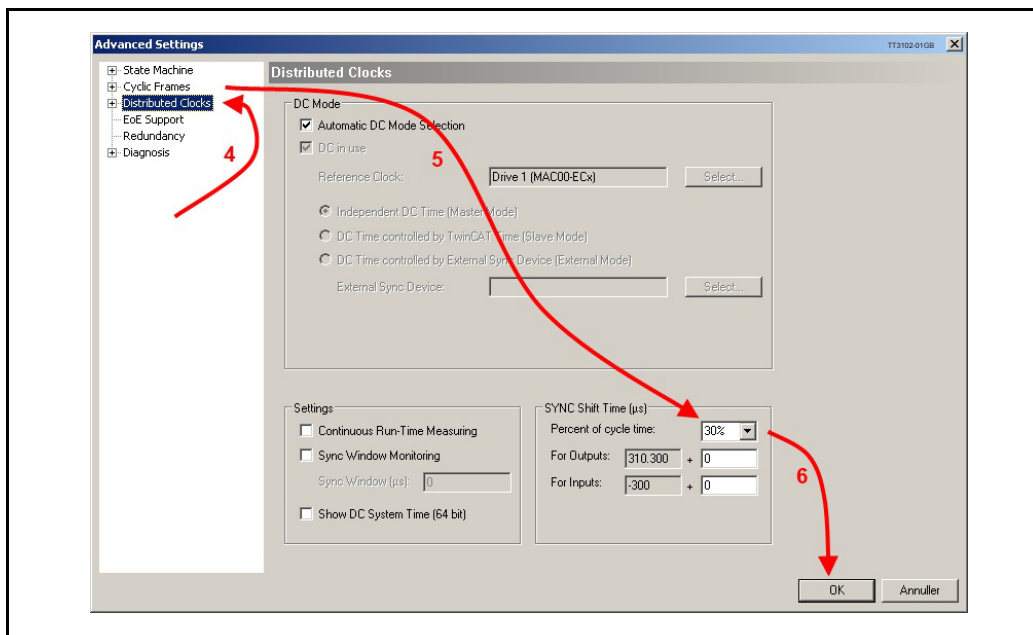 Advanced Settings
TT3102-01GB
State Machine
Cyclic Frames
Distributed Clocks
EoE Support
Redundancy
Diagnosis
4
Distributed Clocks
DC Mode
Automatic DC Mode Selection
DC in use
5
Reference Clock: Drive 1 (MAC00-ECx) Select...
Independent DC Time (Master Mode)
DC Time controlled by TwinCAT Time (Slave Mode)
DC Time controlled by External Sync Device (External Mode)
External Sync Device: Select...
Settings
Continuous Run-Time Measuring
Sync Window Monitoring
Sync Window (µs): 0
Show DC System Time (64 bit)
SYNC Shift Time (µs)
Percent of cycle time: 30%
For Outputs: 310.300 + 0
For Inputs: -300 + 0
6
OK Annuller